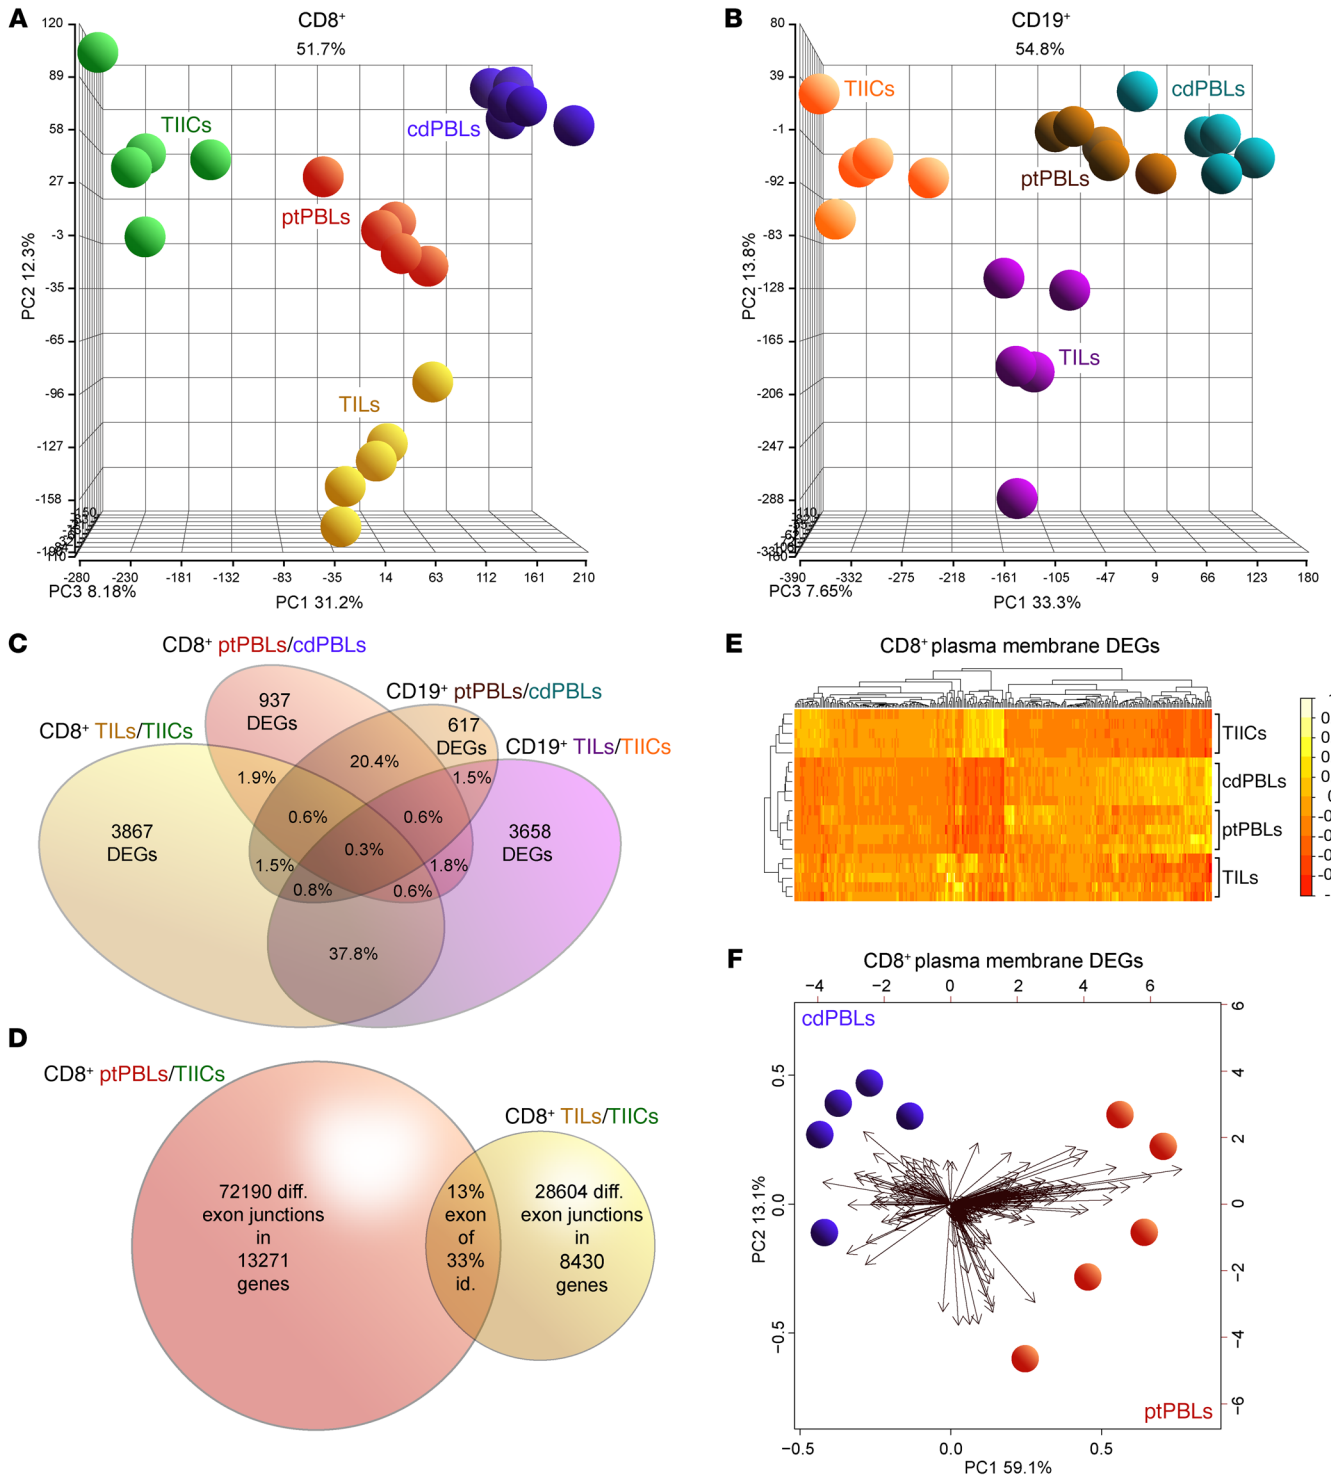 A
CD8+
51.7%
120
89
58
27
-3
-35
-65
-96
-127
-158
PC2 12.3%
TIICs
cdPBLs
ptPBLs
TILs
-280
-230
-181
-132
-83
-35
14
63
112
161
210
PC3 8.18%
PC1 31.2%
B
CD19+
54.8%
80
39
-1
-92
-83
-128
-165
-206
-247
-288
PC2 13.8%
TIICs
cdPBLs
ptPBLs
TILs
-390
-332
-275
-218
-161
-105
-47
9
66
123
180
PC3 7.65%
PC1 33.3%
C
CD8+ ptPBLs/cdPBLs
CD19+ ptPBLs/cdPBLs
CD8+ TILs/TIICs
CD19+ TILs/TIICs
937
DEGs
617
DEGs
3867
DEGs
3658
DEGs
1.9%
20.4%
1.5%
0.6%
0.6%
0.3%
1.5%
1.8%
0.8%
0.6%
37.8%
D
CD8+ ptPBLs/TIICs
CD8+ TILs/TIICs
72190 diff.
exon junctions
in
13271
genes
13%
exon
of
33%
id.
28604 diff.
exon junctions
in
8430
genes
E
CD8+ plasma membrane DEGs
TIICs
cdPBLs
ptPBLs
TILs
F
CD8+ plasma membrane DEGs
−4
−2
0
2
4
6
cdPBLs
ptPBLs
6
4
2
0
−2
−4
−6
0.5
0.0
−0.5
PC2 13.1%
−0.5
0.0
0.5
PC1 59.1%